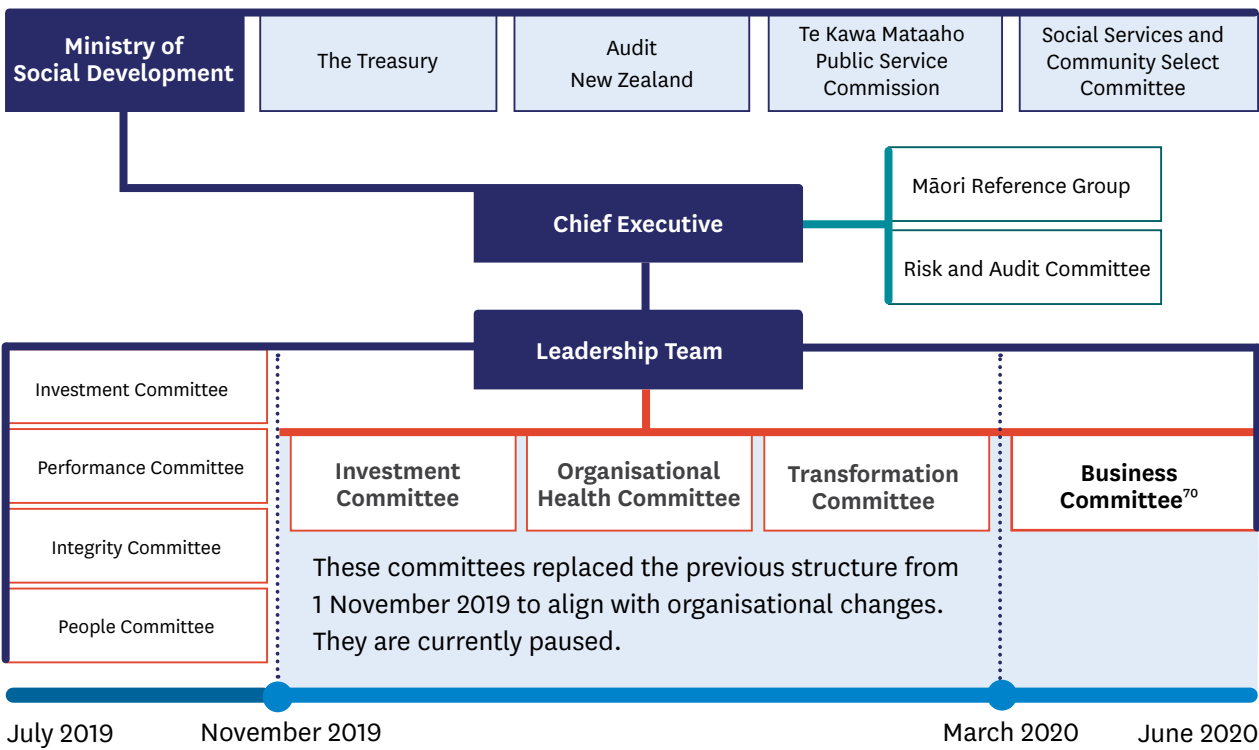 Ministry of
Social Development
The Treasury
Audit
New Zealand
Te Kawa Mataaho
Public Service
Commission
Social Services and
Community Select
Committee
Māori Reference Group
Chief Executive
Risk and Audit Committee
Leadership Team
Investment Committee
Performance Committee
Integrity Committee
People Committee
Investment
Committee
Organisational
Health Committee
Transformation
Committee
Business
Committee⁷⁰
These committees replaced the previous structure from
1 November 2019 to align with organisational changes.
They are currently paused.
July 2019
November 2019
March 2020
June 2020